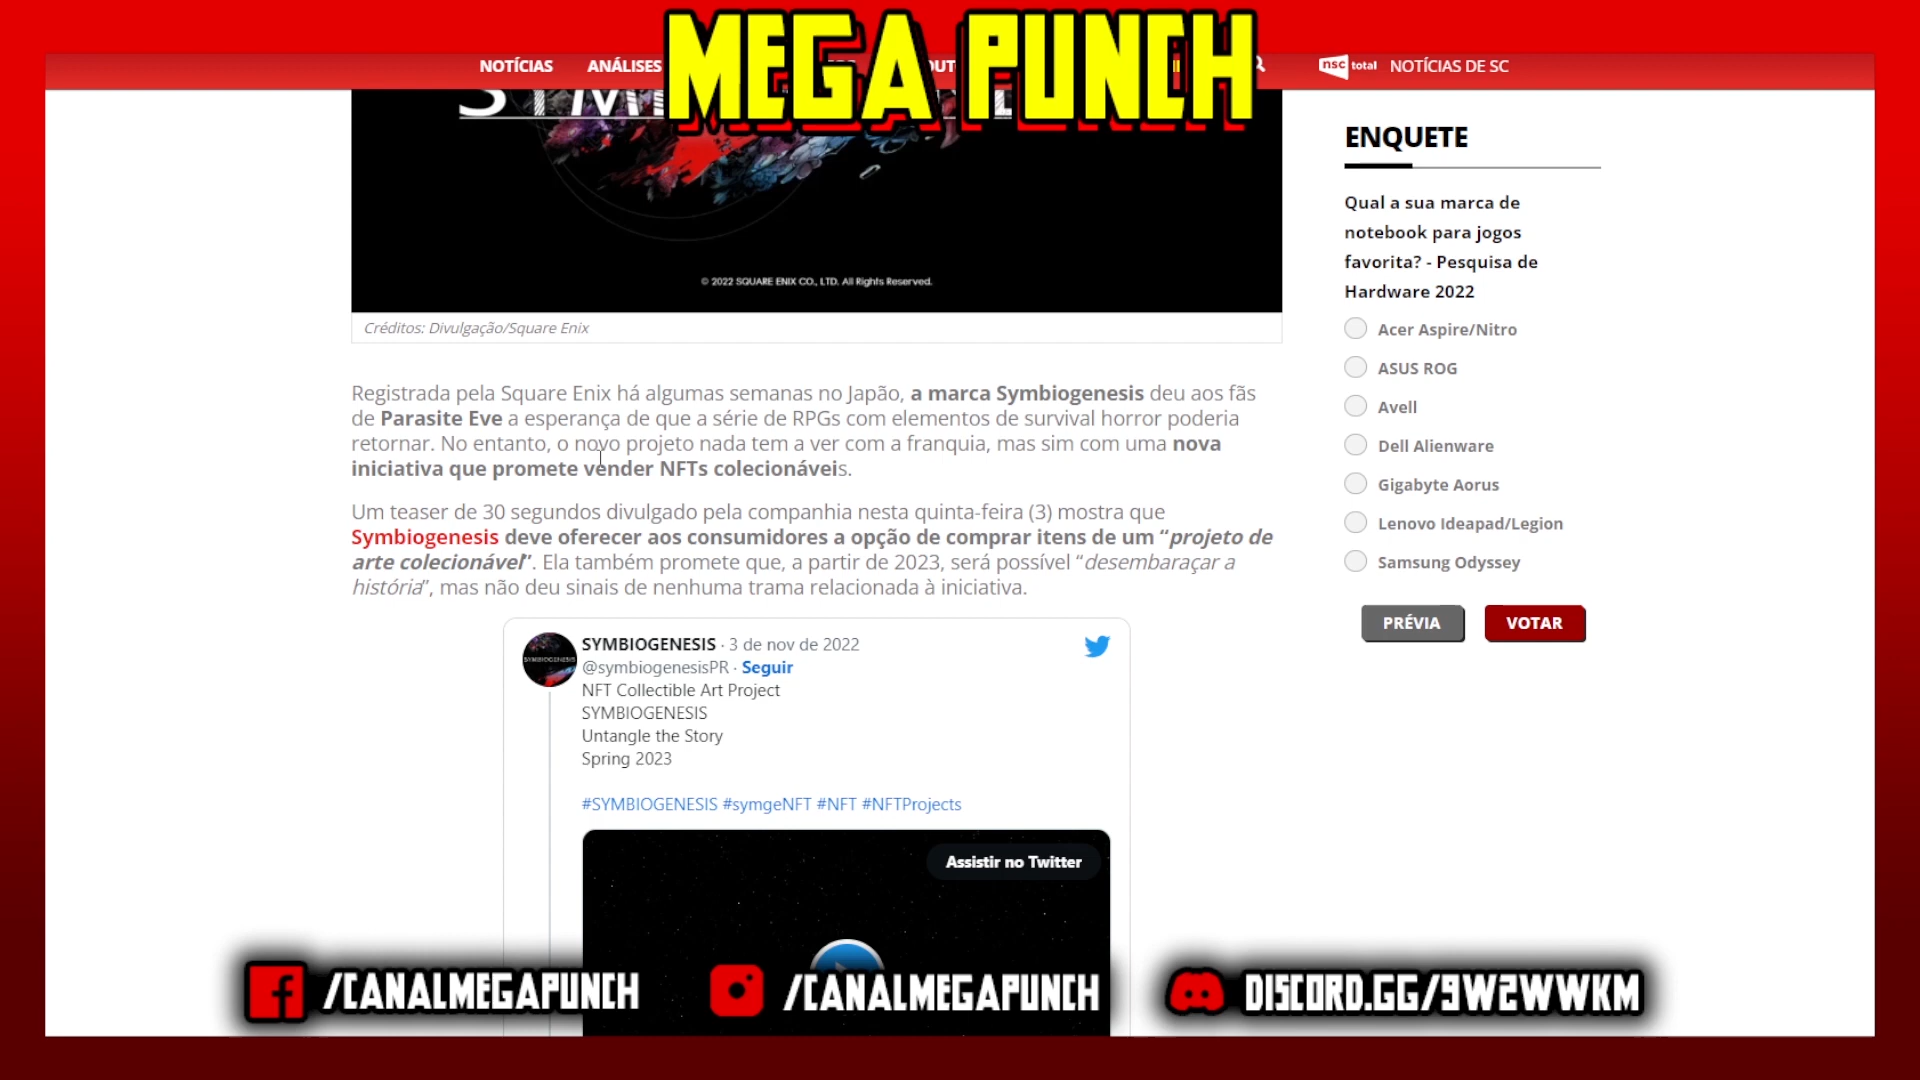 MEGA PUNCH
NOTÍCIAS
ANÁLISES
nsc total
NOTÍCIAS DE SC
© 2022 SQUARE ENIX CO., LTD. All Rights Reserved.
Créditos: Divulgação/Square Enix
Registrada pela Square Enix há algumas semanas no Japão, a marca Symbiogenesis deu aos fãs
de Parasite Eve a esperança de que a série de RPGs com elementos de survival horror poderia
retornar. No entanto, o novo projeto nada tem a ver com a franquia, mas sim com uma nova
iniciativa que promete vender NFTs colecionáveis.
Um teaser de 30 segundos divulgado pela companhia nesta quinta-feira (3) mostra que
Symbiogenesis deve oferecer aos consumidores a opção de comprar itens de um “projeto de
arte colecionável”. Ela também promete que, a partir de 2023, será possível “desembaraçar a
história”, mas não deu sinais de nenhuma trama relacionada à iniciativa.
SYMBIOGENESIS
SYMBIOGENESIS · 3 de nov de 2022
@symbiogenesisPR · Seguir
NFT Collectible Art Project
SYMBIOGENESIS
Untangle the Story
Spring 2023
#SYMBIOGENESIS #symgeNFT #NFT #NFTProjects
Assistir no Twitter
ENQUETE
Qual a sua marca de
notebook para jogos
favorita? - Pesquisa de
Hardware 2022
Acer Aspire/Nitro
ASUS ROG
Avell
Dell Alienware
Gigabyte Aorus
Lenovo Ideapad/Legion
Samsung Odyssey
PRÉVIA
VOTAR
/CANALMEGAPUNCH
/CANALMEGAPUNCH
DISCORD.GG/9W2WWKM